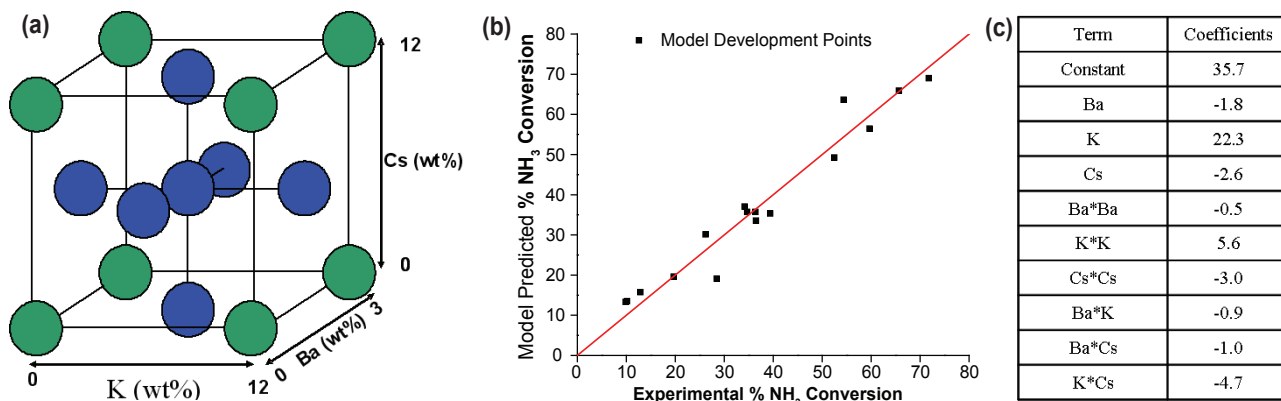 (a)
12
Cs (wt%)
0
Ba (wt%)
3
0
0
K (wt%)
12
(b)
Model Development Points
Model Predicted % NH3 Conversion
80
70
60
50
40
30
20
10
0
0 10 20 30 40 50 60 70 80
Experimental % NH3 Conversion
(c)
Term Coefficients
Constant 35.7
Ba -1.8
K 22.3
Cs -2.6
Ba*Ba -0.5
K*K 5.6
Cs*Cs -3.0
Ba*K -0.9
Ba*Cs -1.0
K*Cs -4.7